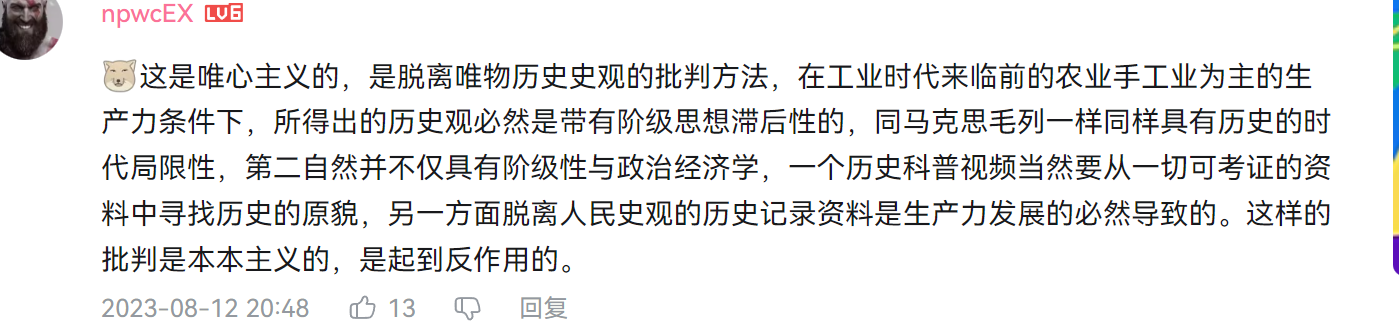 npwcEX LV6
这是唯心主义的，是脱离唯物历史史观的批判方法，在工业时代来临前的农业手工业为主的生
产力条件下，所得出的历史观必然是带有阶级思想滞后性的，同马克思毛列一样同样具有历史的时
代局限性，第二自然并不仅具有阶级性与政治经济学，一个历史科普视频当然要从一切可考证的资
料中寻找历史的原貌，另一方面脱离人民史观的历史记录资料是生产力发展的必然导致的。这样的
批判是本本主义的，是起到反作用的。
2023-08-12 20:48 13 回复